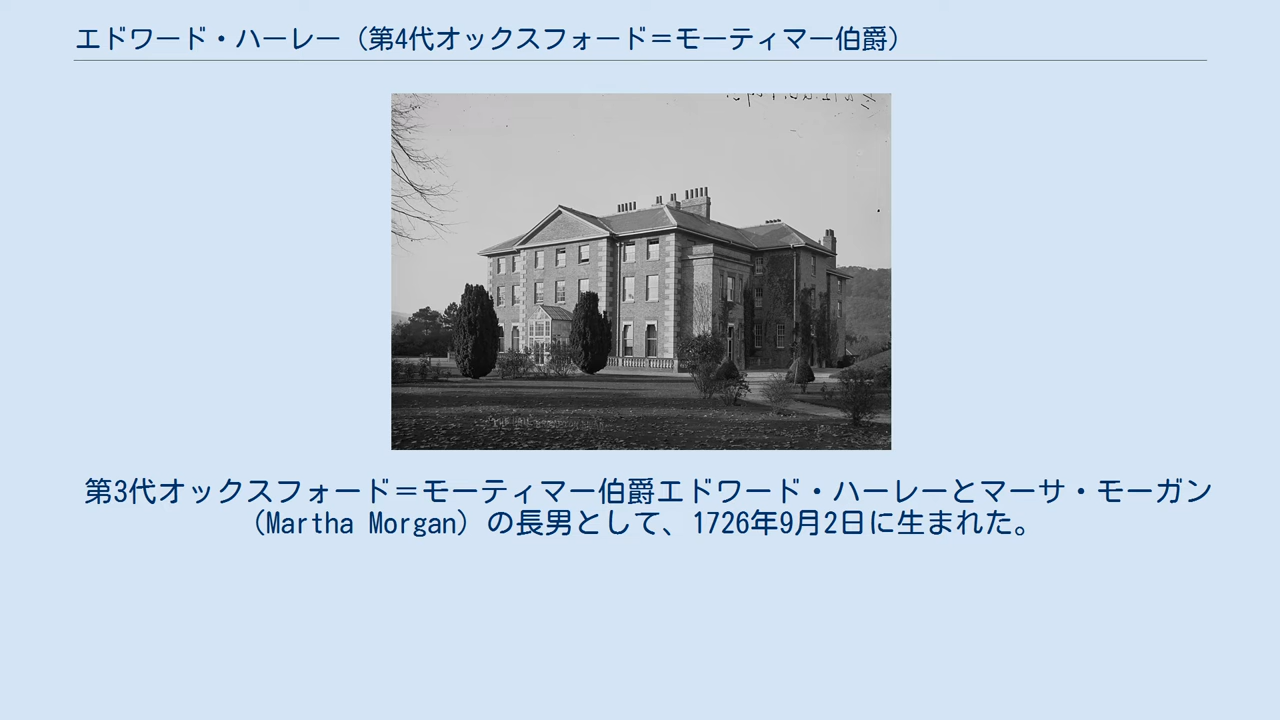 エドワード・ハーレー（第4代オックスフォード＝モーティマー伯爵）
第3代オックスフォード＝モーティマー伯爵エドワード・ハーレーとマーサ・モーガン
（Martha Morgan）の長男として、1726年9月2日に生まれた。